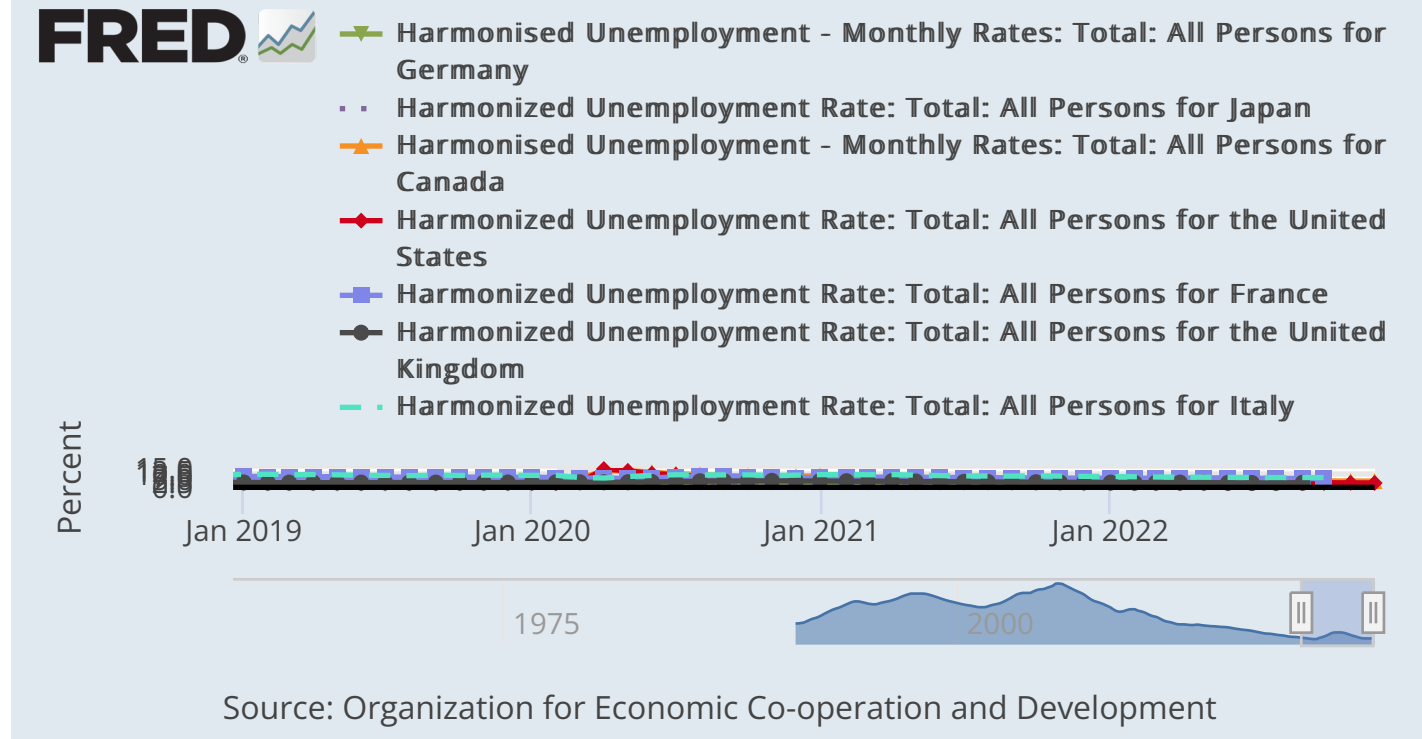 FRED®
Harmonised Unemployment - Monthly Rates: Total: All Persons for
Germany
Harmonized Unemployment Rate: Total: All Persons for Japan
Harmonised Unemployment - Monthly Rates: Total: All Persons for
Canada
Harmonized Unemployment Rate: Total: All Persons for the United
States
Harmonized Unemployment Rate: Total: All Persons for France
Harmonized Unemployment Rate: Total: All Persons for the United
Kingdom
Harmonized Unemployment Rate: Total: All Persons for Italy
Percent
15.0
0.0
Jan 2019
Jan 2020
Jan 2021
Jan 2022
1975
2000
Source: Organization for Economic Co-operation and Development